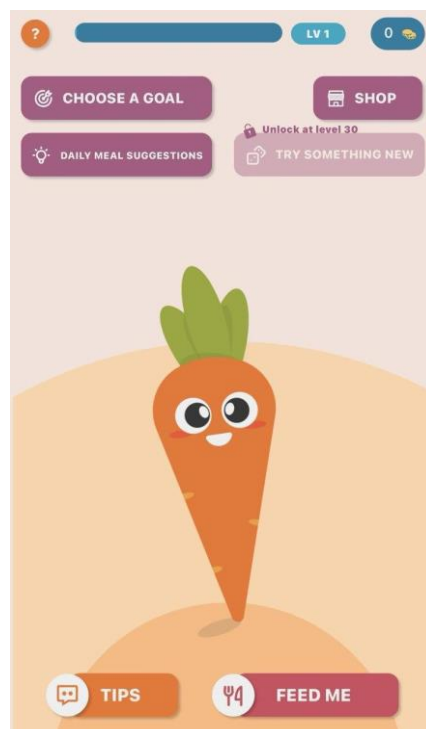 ?
LV 1
0
CHOOSE A GOAL
SHOP
Unlock at level 30
DAILY MEAL SUGGESTIONS
TRY SOMETHING NEW
TIPS
FEED ME